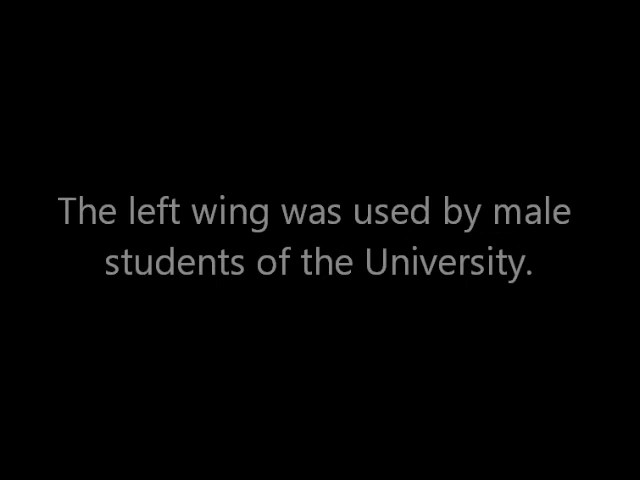 The left wing was used by male
students of the University.